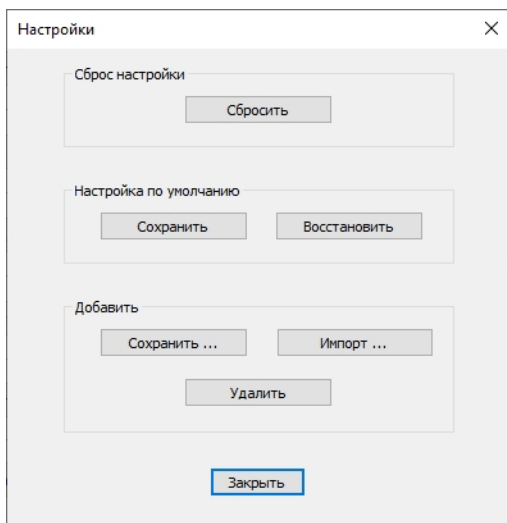 Настройки
Сброс настройки
Сбросить
Настройка по умолчанию
Сохранить Восстановить
Добавить
Сохранить ... Импорт ...
Удалить
Закрыть